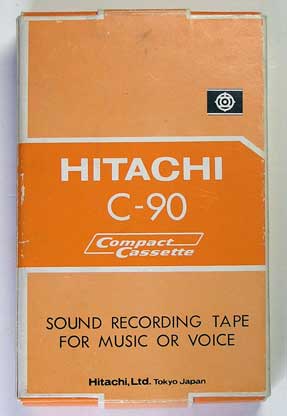 HITACHI
C-90
Compact
Cassette
SOUND RECORDING TAPE
FOR MUSIC OR VOICE
Hitachi, Ltd. Tokyo Japan